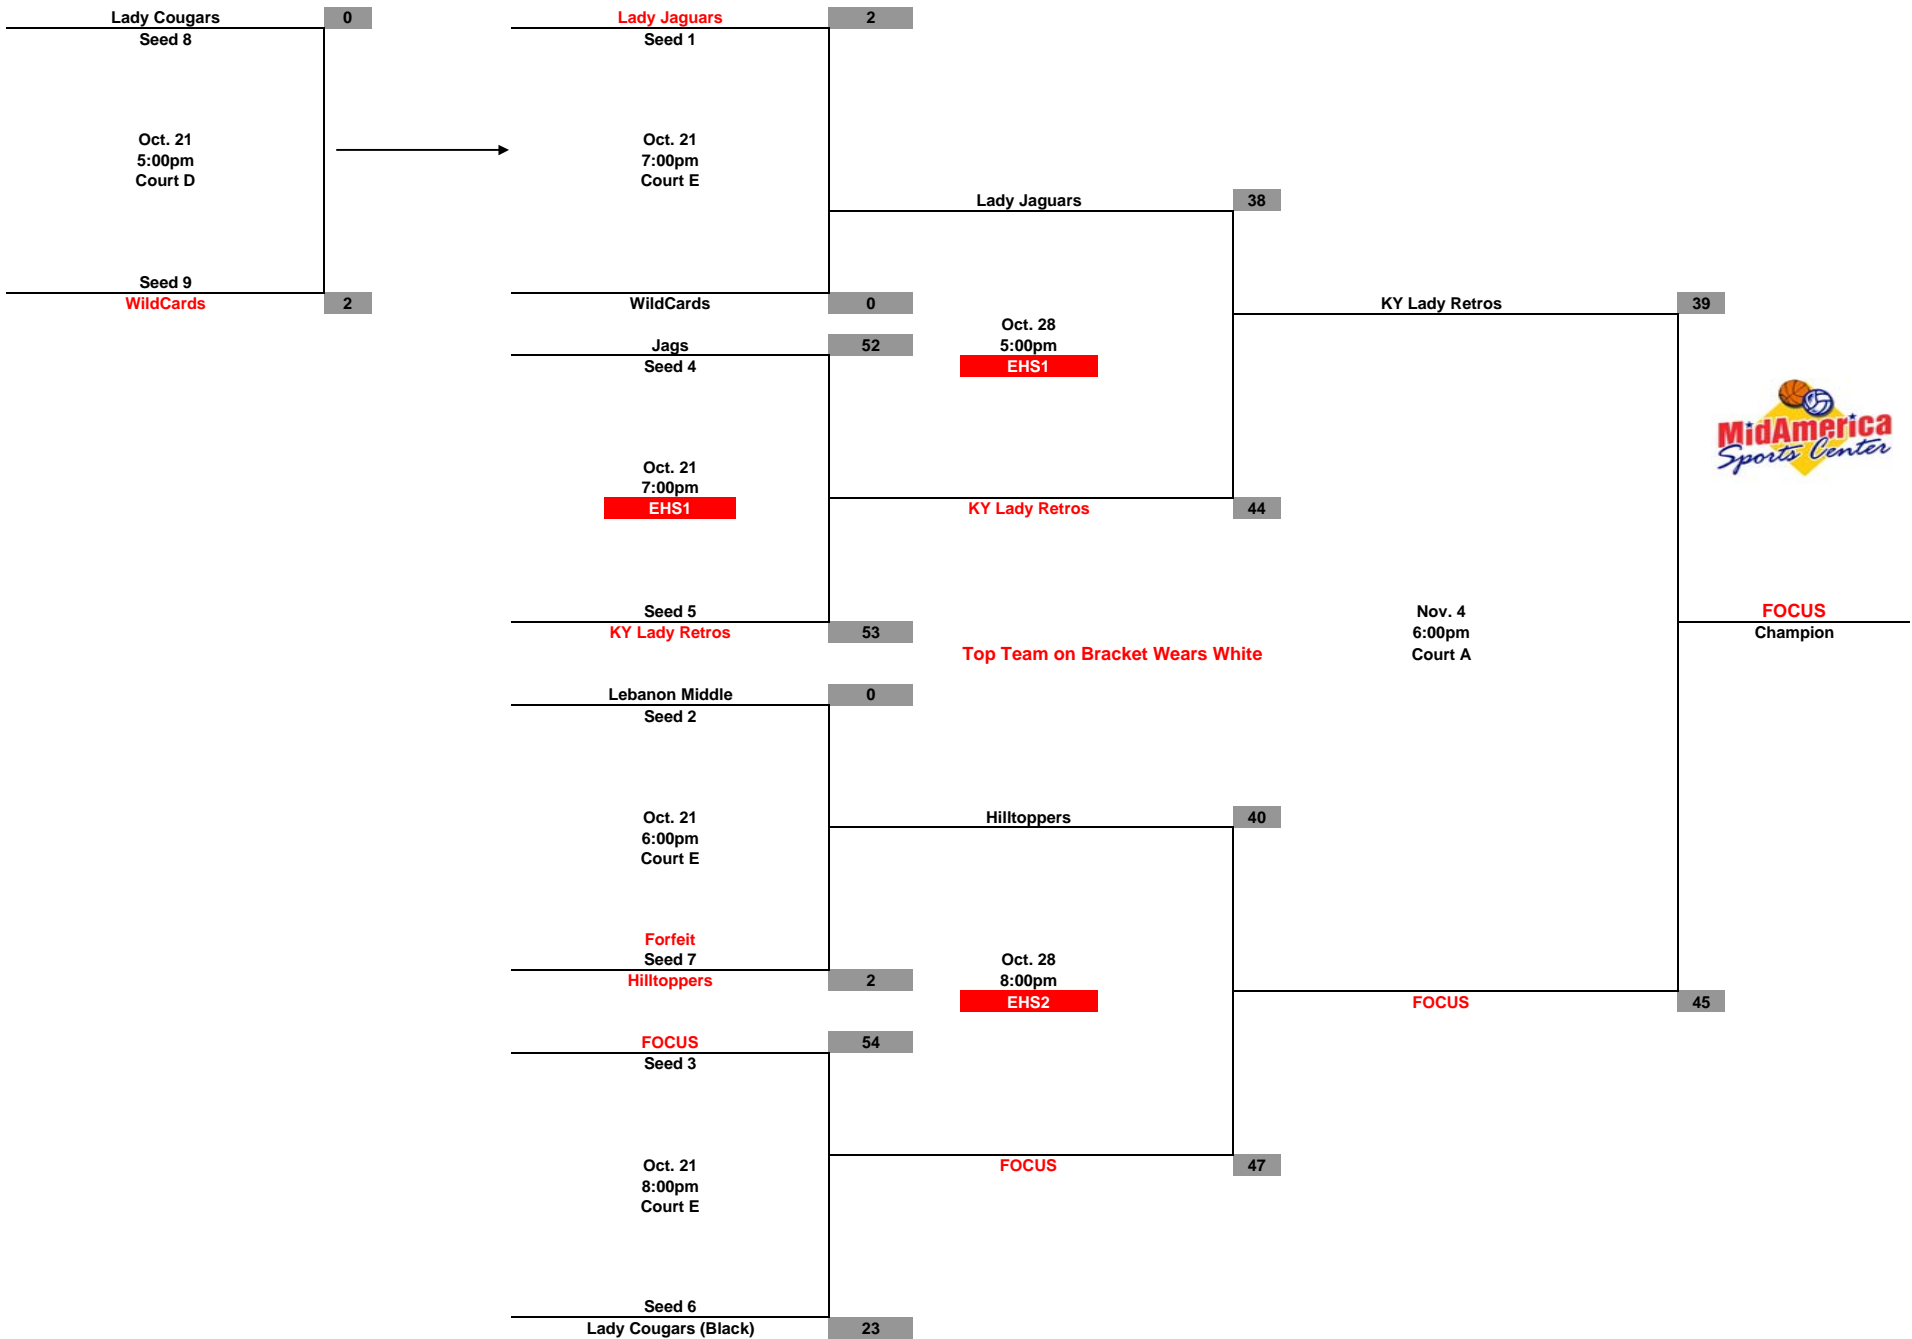 Lady Cougars 0
Seed 8
Oct. 21
5:00pm
Court D
Seed 9
WildCards 2
Lady Jaguars 2
Seed 1
Oct. 21
7:00pm
Court E
WildCards 0
Jags 52
Seed 4
Oct. 21
7:00pm
EHS1
Seed 5
KY Lady Retros 53
Lebanon Middle 0
Seed 2
Oct. 21
6:00pm
Court E
Forfeit
Seed 7
Hilltoppers 2
FOCUS 54
Seed 3
Oct. 21
8:00pm
Court E
Seed 6
Lady Cougars (Black) 23
Lady Jaguars 38
Oct. 28
5:00pm
EHS1
KY Lady Retros 44
Top Team on Bracket Wears White
Hilltoppers 40
Oct. 28
8:00pm
EHS2
FOCUS 47
KY Lady Retros 39
Nov. 4
6:00pm
Court A
FOCUS 45
MidAmerica
Sports Center
FOCUS
Champion